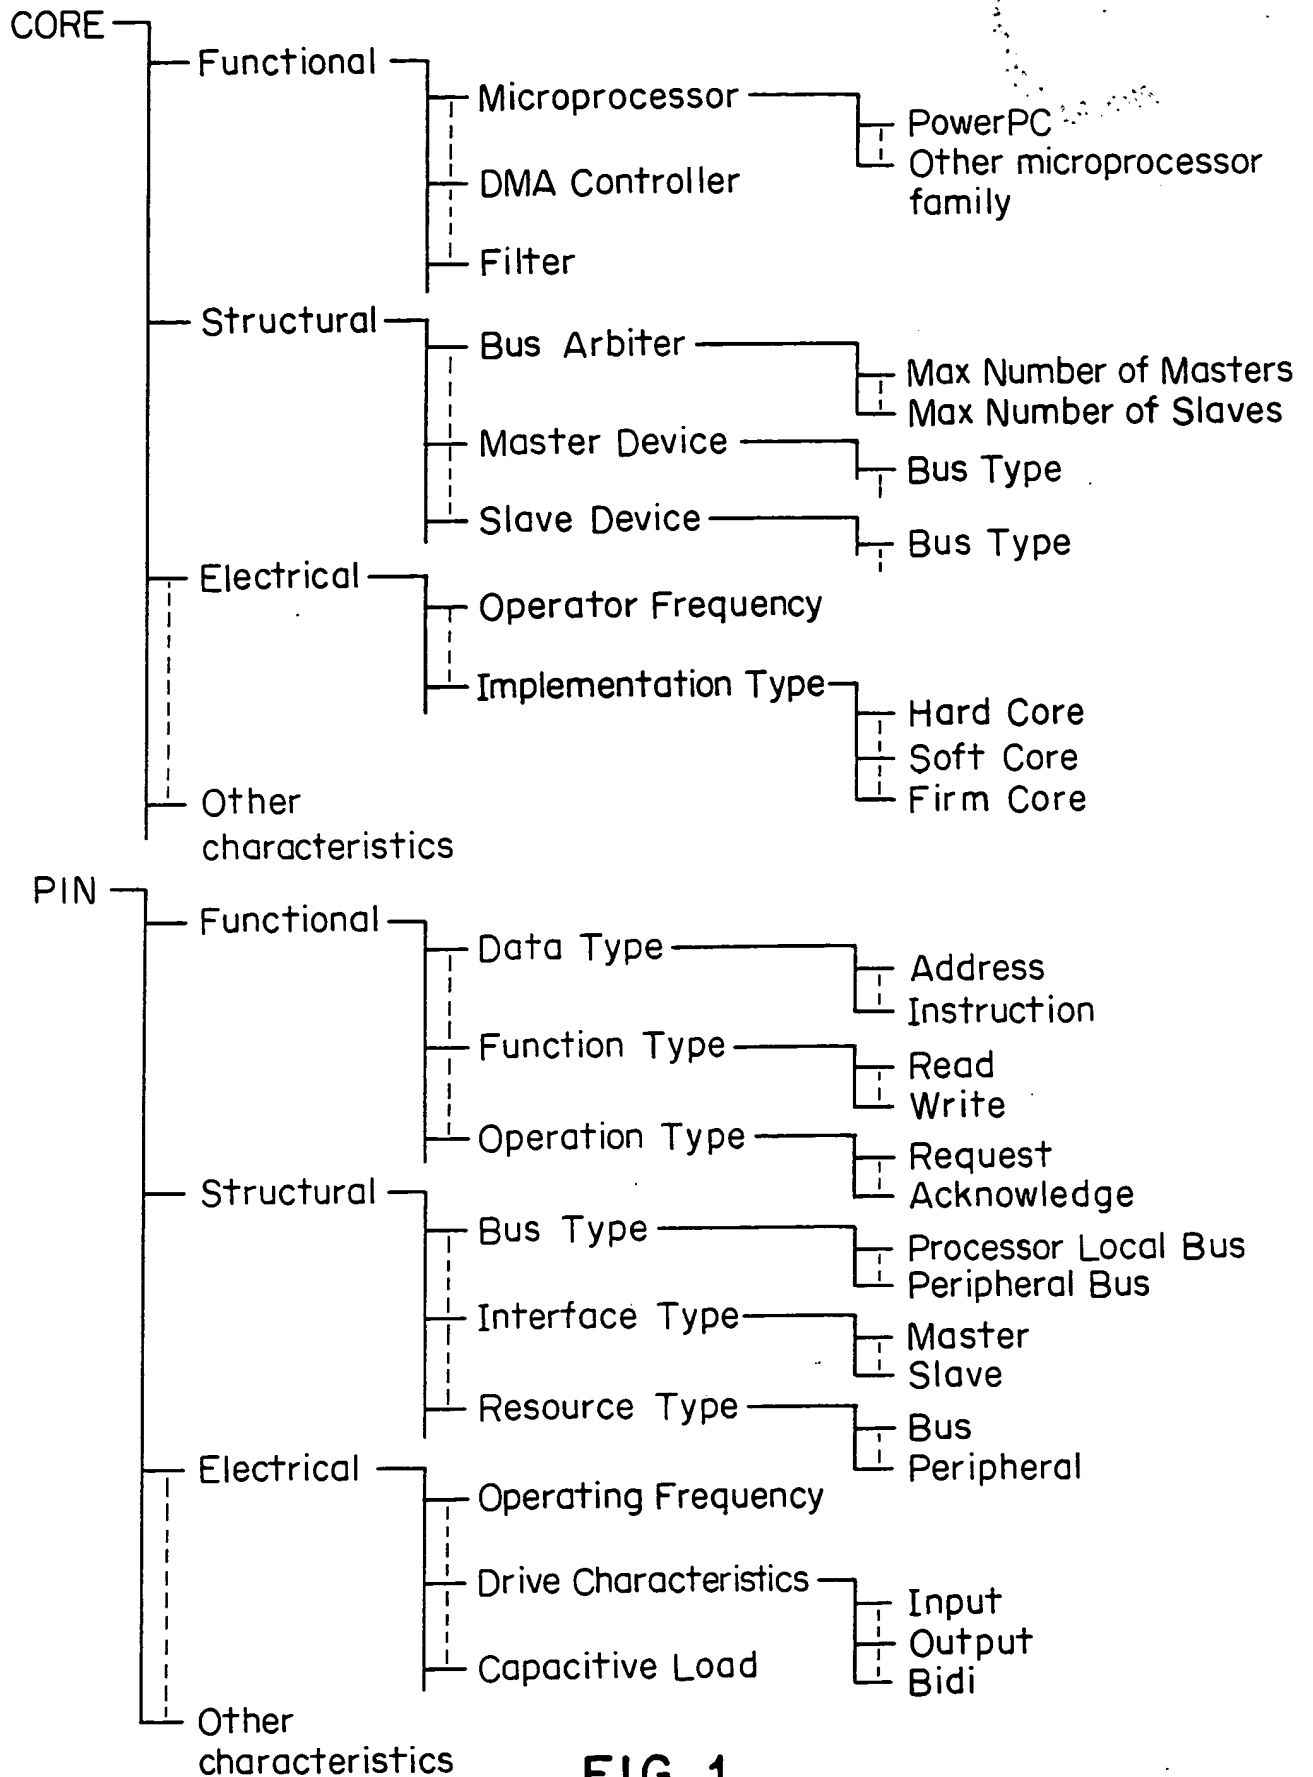 CORE
Functional
Microprocessor
PowerPC
Other microprocessor
family
DMA Controller
Filter
Structural
Bus Arbiter
Max Number of Masters
Max Number of Slaves
Master Device
Bus Type
Slave Device
Bus Type
Electrical
Operator Frequency
Implementation Type
Hard Core
Soft Core
Firm Core
Other
characteristics
PIN
Functional
Data Type
Address
Instruction
Function Type
Read
Write
Operation Type
Request
Acknowledge
Structural
Bus Type
Processor Local Bus
Peripheral Bus
Interface Type
Master
Slave
Resource Type
Bus
Peripheral
Electrical
Operating Frequency
Drive Characteristics
Input
Output
Bidi
Capacitive Load
Other
characteristics
FIG. 1